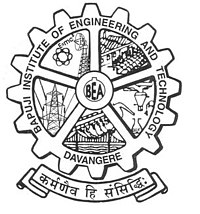 BAPUJI INSTITUTE OF ENGINEERING AND TECHNOLOGY
BEA
DAVANGERE
कर्मणैव हि संसिद्धिः